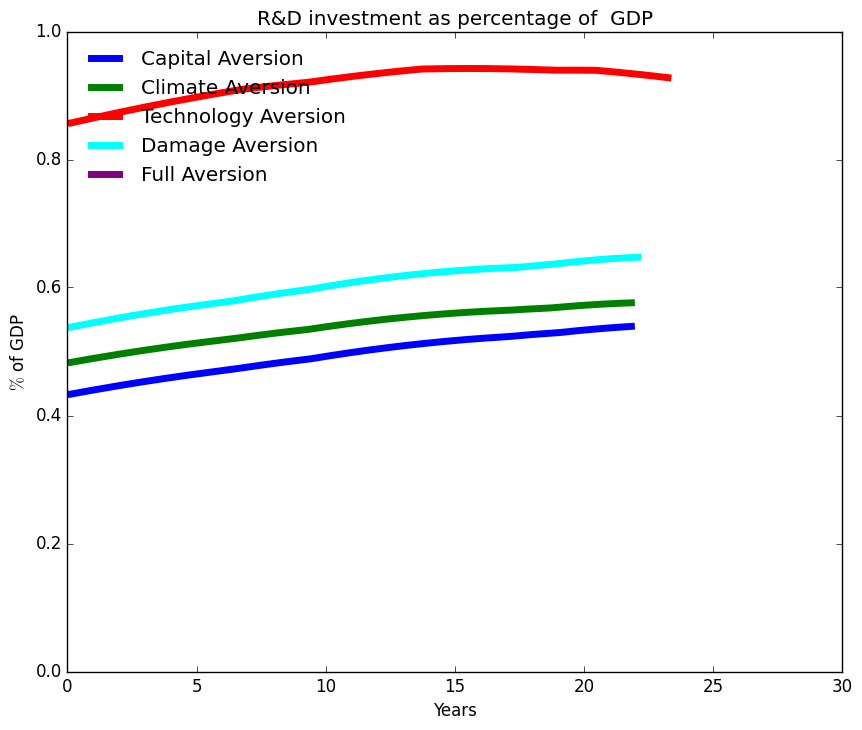 R&D investment as percentage of  GDP
1.0
0.8
0.6
0.4
0.2
0.0
% of GDP
Capital Aversion
Climate Aversion
Technology Aversion
Damage Aversion
Full Aversion
0 5 10 15 20 25 30
Years